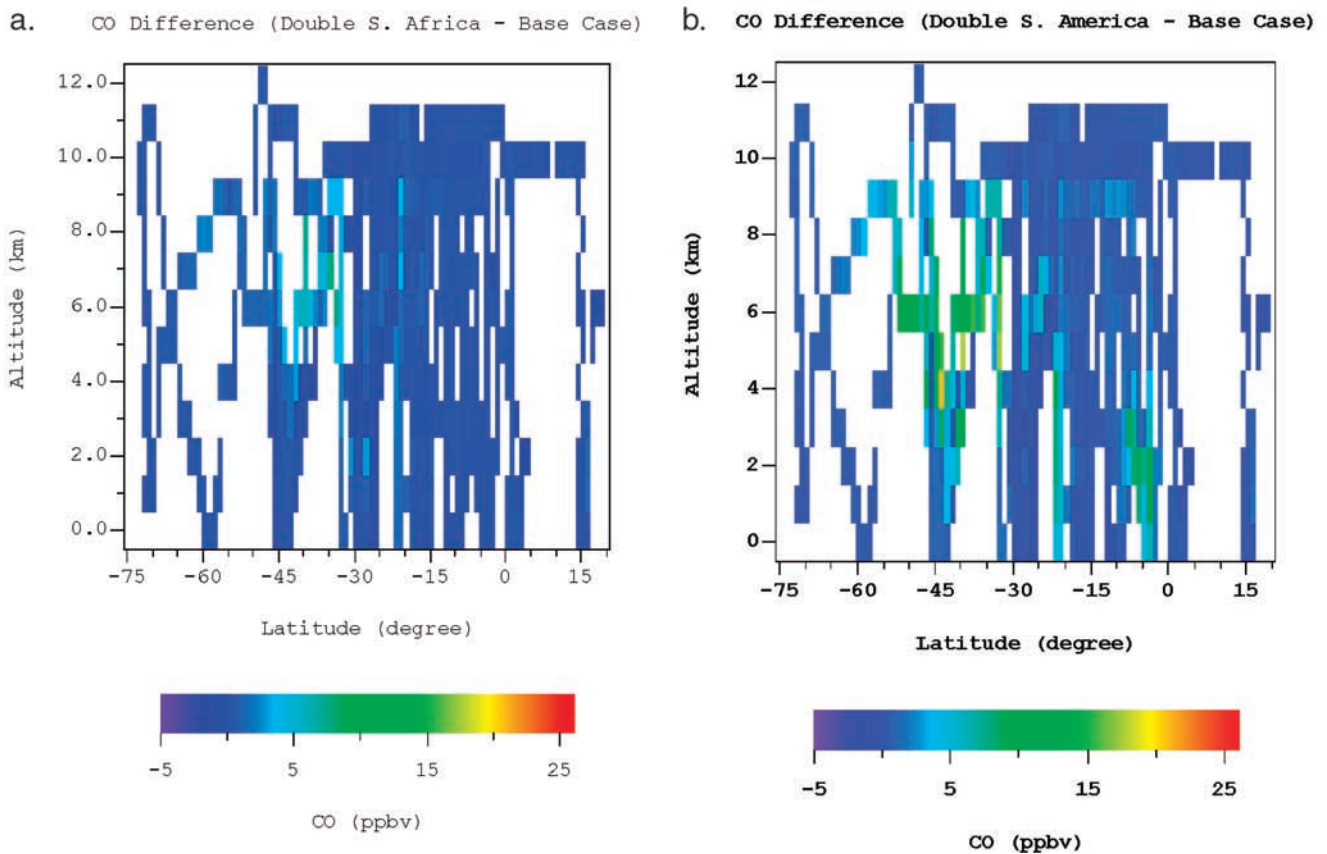 a. CO Difference (Double S. Africa - Base Case)
12.0
10.0
8.0
6.0
4.0
2.0
0.0
Altitude (km)
-75 -60 -45 -30 -15 0 15
Latitude (degree)
-5 5 15 25
CO (ppbv)
b. CO Difference (Double S. America - Base Case)
12
10
8
6
4
2
0
Altitude (km)
-75 -60 -45 -30 -15 0 15
Latitude (degree)
-5 5 15 25
CO (ppbv)